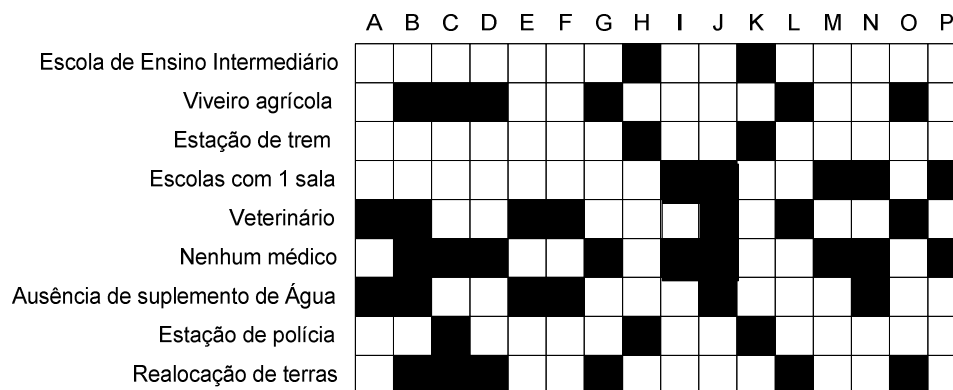 A B C D E F G H I J K L M N O P
Escola de Ensino Intermediário
Viveiro agrícola
Estação de trem
Escolas com 1 sala
Veterinário
Nenhum médico
Ausência de suplemento de Água
Estação de polícia
Realocação de terras